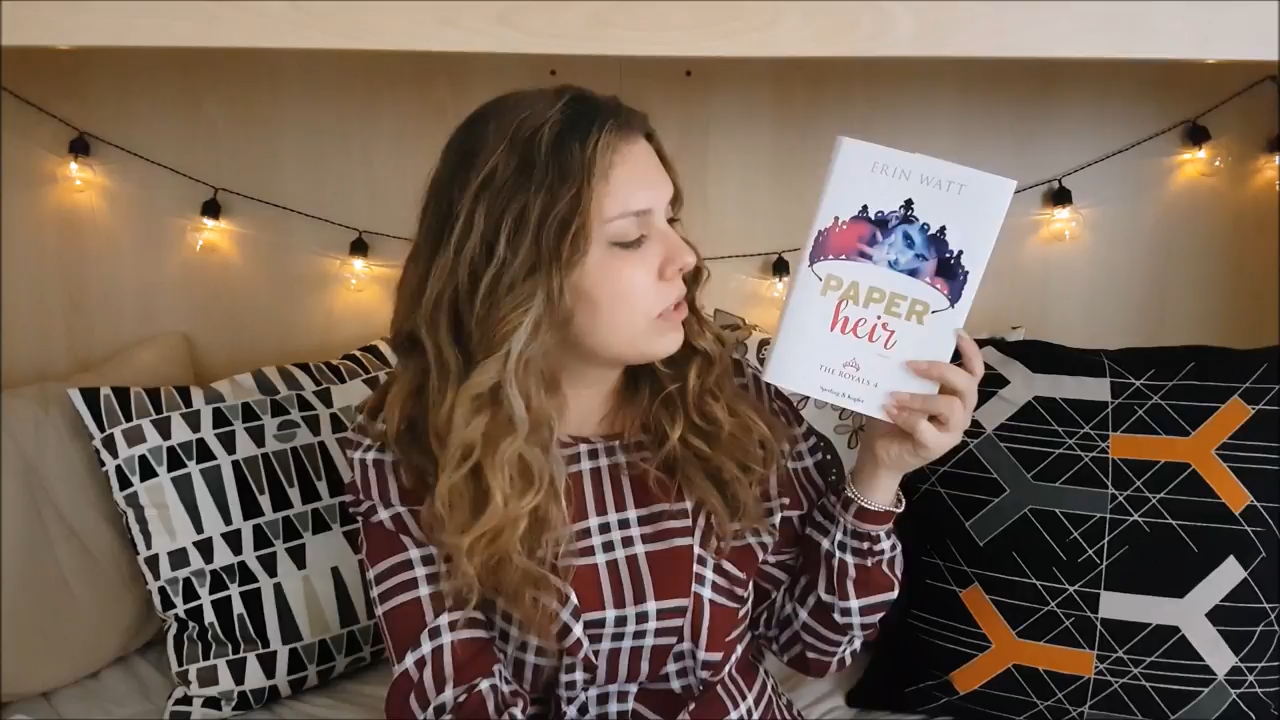 ERIN WATT
PAPER
heir
THE ROYALS 4
Sperling & Kupfer